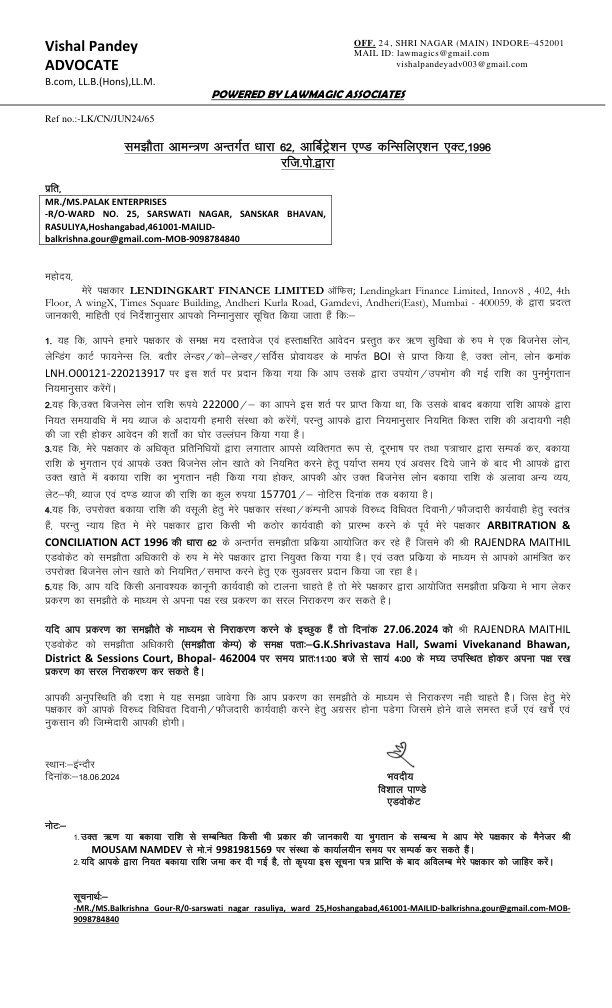 Vishal Pandey
ADVOCATE
B.com, LL.B.(Hons),LL.M.
OFF. 24, SHRI NAGAR (MAIN) INDORE–452001
MAIL ID: lawmagics@gmail.com
vishalpandeyadv003@gmail.com
POWERED BY LAWMAGIC ASSOCIATES
Ref no.:-LK/CN/JUN24/65
समझौता आमन्त्रण अन्तर्गत धारा 62, आर्बिट्रेशन एण्ड कन्सिलिएशन एक्ट,1996
रजि.पो.द्वारा
प्रति,
MR./MS.PALAK ENTERPRISES
-R/O-WARD NO. 25, SARSWATI NAGAR, SANSKAR BHAVAN,
RASULIYA,Hoshangabad,461001-MAILID-
balkrishna.gour@gmail.com-MOB-9098784840
महोदय,
मेरे पक्षकार LENDINGKART FINANCE LIMITED ऑफिस; Lendingkart Finance Limited, Innov8 , 402, 4th
Floor, A wingX, Times Square Building, Andheri Kurla Road, Gamdevi, Andheri(East), Mumbai - 400059, के द्वारा प्रदत्त
जानकारी, माहिती एवं निर्देशानुसार आपको निम्नानुसार सूचित किया जाता हैं कि:–
1. यह कि, आपने हमारे पक्षकार के समक्ष मय दस्तावेज एवं हस्ताक्षरित आवेदन प्रस्तुत कर ऋण सुविधा के रुप मे एक बिजनेस लोन,
लेन्डिंग कार्ट फायनेन्स लि. बतौर लेन्डर/को–लेन्डर/सर्विस प्रोवायडर के मार्फत BOI से प्राप्त किया है, उक्त लोन, लोन क्रमांक
LNH.O00121-220213917 पर इस शर्त पर प्रदान किया गया कि आप उसके द्वारा उपयोग/उपभोग की गई राशि का पुनर्मुगतान
नियमानुसार करेंगें।
2.यह कि,उक्त बिजनेस लोन राशि रूपये 222000/– का आपने इस शर्त पर प्राप्त किया था, कि उसके बाद बकाया राशि आपके द्वारा
नियत समयावधि में मय ब्याज के अदायगी हमारी संस्था को करेंगें, परन्तु आपके द्वारा नियमानुसार नियमित किश्त राशि की अदायगी नही
की जा रही होकर आवेदन की शर्तों का घोर उल्लंघन किया गया है।
3.यह कि, मेरे पक्षकार के अधिकृत प्रतिनिधियों द्वारा लगातार आपसे व्यक्तिगत रूप से, दूरभाष पर तथा पत्राचार द्वारा सम्पर्क कर, बकाया
राशि के भुगतान एवं आपके उक्त बिजनेस लोन खाते को नियमित करने हेतू पर्याप्त समय एवं अवसर दिये जाने के बाद भी आपके द्वारा
उक्त खाते में बकाया राशि का भुगतान नही किया गया होकर, आपकी ओर उक्त बिजनेस लोन बकाया राशि के अलावा अन्य व्यय,
लेट–फी, ब्याज एवं दण्ड ब्याज की राशि का कुल रुपया 157701/– नोटिस दिनांक तक बकाया है।
4.यह कि, उपरोक्त बकाया राशि की वसूली हेतु मेरे पक्षकार संस्था/कंम्पनी आपके विरुध्द विधिवत दिवानी/फौजदारी कार्यवाही हेतु स्वतंत्र
हैं, परन्तु न्याय हित मे मेरे पक्षकार द्वारा किसी भी कठोर कार्यवाही को प्रारम्भ करने के पूर्व मेरे पक्षकार ARBITRATION &
CONCILIATION ACT 1996 की धारा 62 के अन्तर्गत समझौता प्रक्रिया आयोजित कर रहे हैं जिसमे की श्री RAJENDRA MAITHIL
एडवोकेट को समझौता अधिकारी के रुप मे मेरे पक्षकार द्वारा नियुक्त किया गया है। एवं उक्त प्रक्रिया के माध्यम से आपको आमंत्रित कर
उपरोक्त बिजनेस लोन खाते को नियमित/समाप्त करने हेतु एक सुअवसर प्रदान किया जा रहा है।
5.यह कि, आप यदि किसी अनावश्यक कानूनी कार्यवाही को टालना चाहते है तो मेरे पक्षकार द्वारा आयोजित समझौता प्रक्रिया मे भाग लेकर
प्रकरण का समझौते के माध्यम से अपना पक्ष रख प्रकरण का सरल निराकरण कर सकते है।
यदि आप प्रकरण का समझौते के माध्यम से निराकरण करने के इच्छुक हैं तो दिनांक 27.06.2024 को श्री RAJENDRA MAITHIL
एडवोकेट को समझौता अधिकारी (समझौता केम्प) के समक्ष पता:–G.K.Shrivastava Hall, Swami Vivekanand Bhawan,
District & Sessions Court, Bhopal- 462004 पर समय प्रात:11:00 बजे से सायं 4:00 के मघ्य उपस्थित होकर अपना पक्ष रख
प्रकरण का सरल निराकरण कर सकते है।
आपकी अनुपस्थिति की दशा मे यह समझा जावेगा कि आप प्रकरण का समझौते के माध्यम से निराकरण नही चाहते हैै। जिस हेतु मेरे
पक्षकार को आपके विरुध्द विधिवत दिवानी/फौजदारी कार्यवाही करने हेतु अग्रसर होना पडेगा जिसमे होने वाले समस्त हर्जे एवं खर्चे एवं
नुकसान की जिम्मेदारी आपकी होगी।
स्थान:–इंन्दौर
दिनांक:–18.06.2024
भवदीय
विशाल पाण्डे
एडवोकेट
नोट:–
1.उक्त ऋण या बकाया राशि से सम्बन्धित किसी भी प्रकार की जानकारी या भुगतान के सम्बन्ध मे आप मेरे पक्षकार के मैनेजर श्री
MOUSAM NAMDEV से मो.नं 9981981569 पर संस्था के कार्यालयीन समय पर सम्पर्क कर सकते हैं।
2.यदि आपके द्वारा नियत बकाया राशि जमा कर दी गई है, तो कृपया इस सूचना पत्र प्राप्ति के बाद अविलम्ब मेरे पक्षकार को जाहिर करें।
सूचनार्थ:–
-MR./MS.Balkrishna Gour-R/0-sarswati nagar rasuliya, ward 25,Hoshangabad,461001-MAILID-balkrishna.gour@gmail.com-MOB-
9098784840